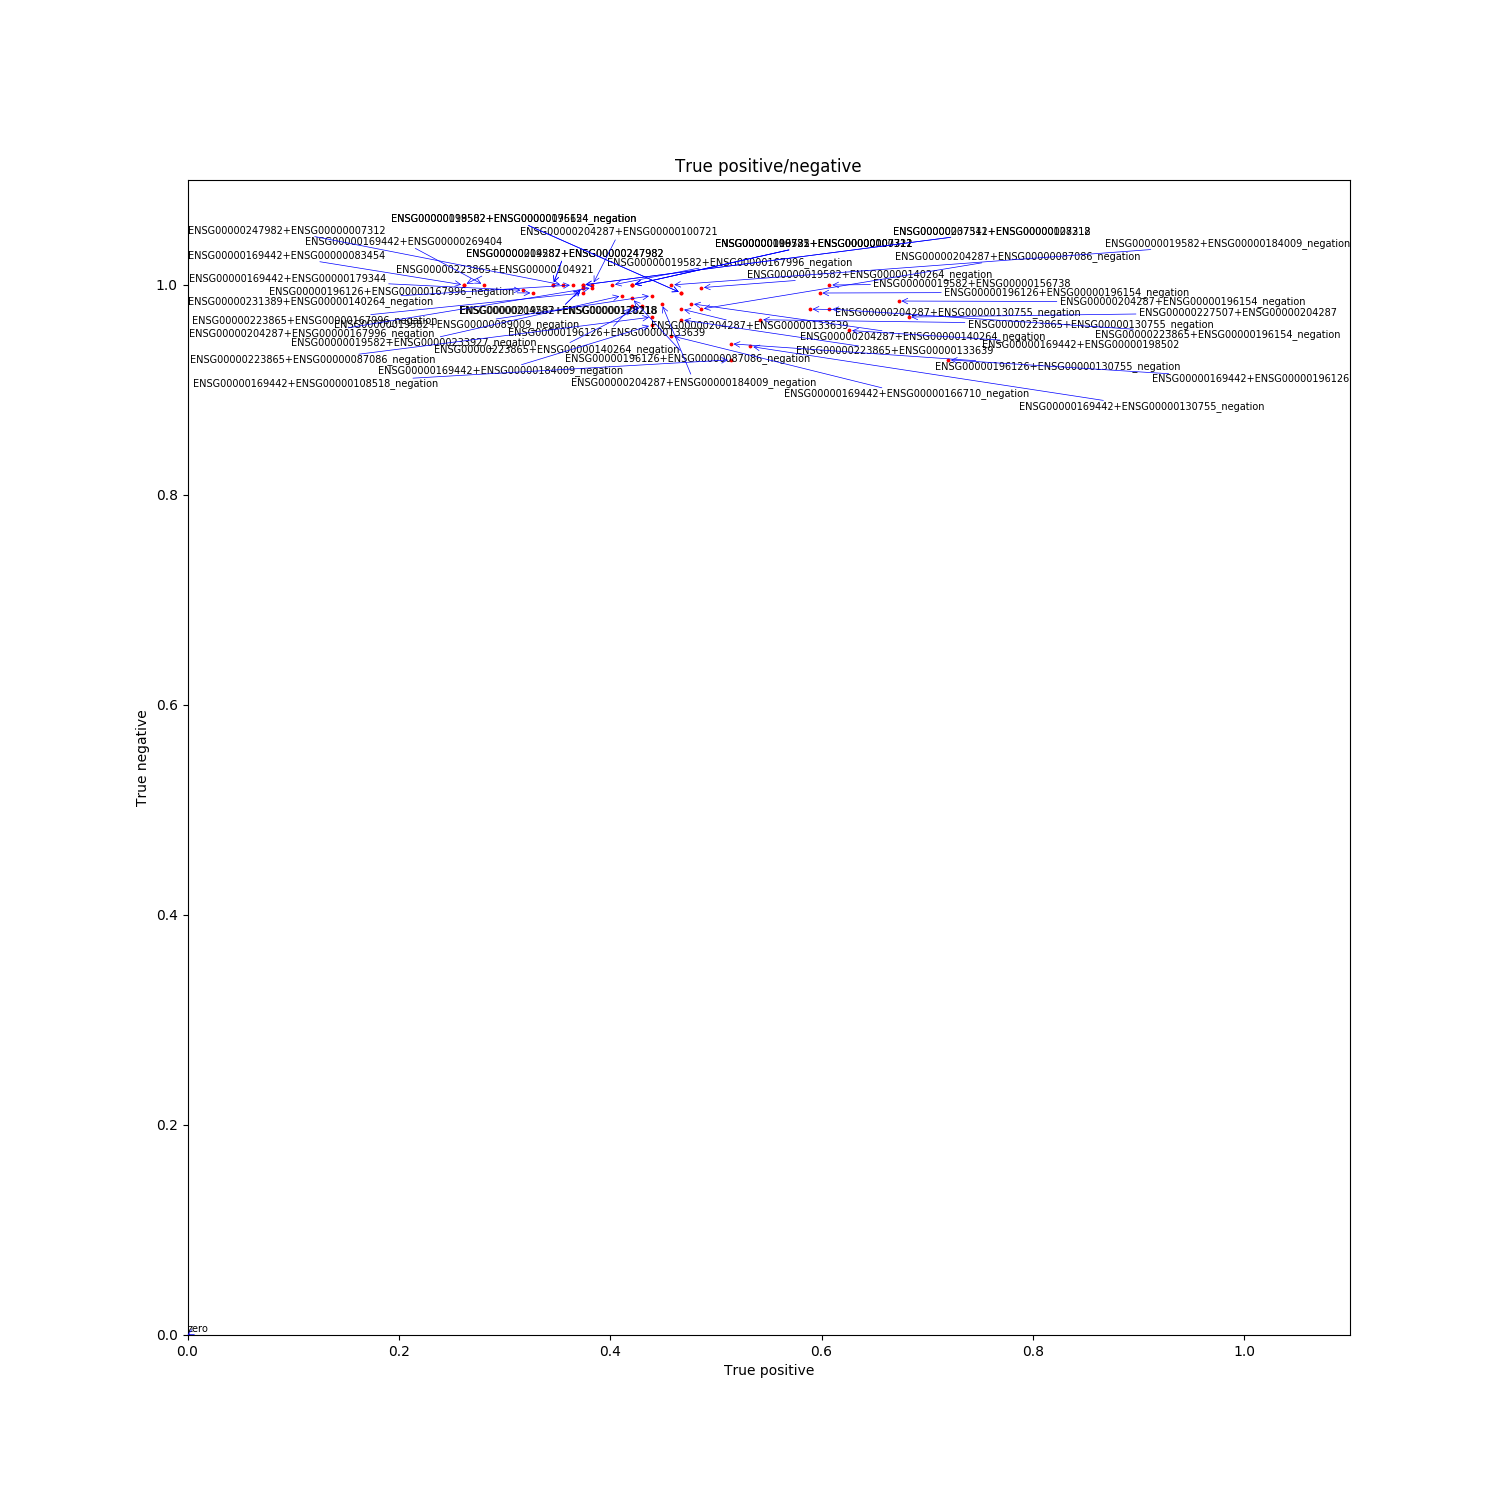 True positive/negative
ENSG00000247982+ENSG00000007312
ENSG00000204287+ENSG00000100721
ENSG00000169442+ENSG00000269404
ENSG00000019582+ENSG00000184009_negation
ENSG00000169442+ENSG00000083454
ENSG00000204287+ENSG00000087086_negation
ENSG00000019582+ENSG00000167996_negation
ENSG00000223865+ENSG00000104921
ENSG00000019582+ENSG00000140264_negation
ENSG00000169442+ENSG00000179344
ENSG00000019582+ENSG00000156738
ENSG00000196126+ENSG00000167996_negation
ENSG00000196126+ENSG00000196154_negation
ENSG00000231389+ENSG00000140264_negation
ENSG00000204287+ENSG00000196154_negation
ENSG00000204287+ENSG00000130755_negation
ENSG00000227507+ENSG00000204287
ENSG00000223865+ENSG00000167996_negation
ENSG00000019582+ENSG00000089009_negation
ENSG00000204287+ENSG00000133639
ENSG00000223865+ENSG00000130755_negation
ENSG00000204287+ENSG00000167996_negation
ENSG00000196126+ENSG00000133639
ENSG00000204287+ENSG00000140264_negation
ENSG00000223865+ENSG00000196154_negation
ENSG00000019582+ENSG00000233927_negation
ENSG00000169442+ENSG00000198502
ENSG00000223865+ENSG00000140264_negation
ENSG00000223865+ENSG00000133639
ENSG00000223865+ENSG00000087086_negation
ENSG00000196126+ENSG00000087086_negation
ENSG00000196126+ENSG00000130755_negation
ENSG00000169442+ENSG00000184009_negation
ENSG00000169442+ENSG00000196126
ENSG00000169442+ENSG00000108518_negation
ENSG00000204287+ENSG00000184009_negation
ENSG00000169442+ENSG00000166710_negation
ENSG00000169442+ENSG00000130755_negation
zero
1.0
0.8
0.6
0.4
0.2
0.0
True negative
0.0
0.2
0.4
0.6
0.8
1.0
True positive